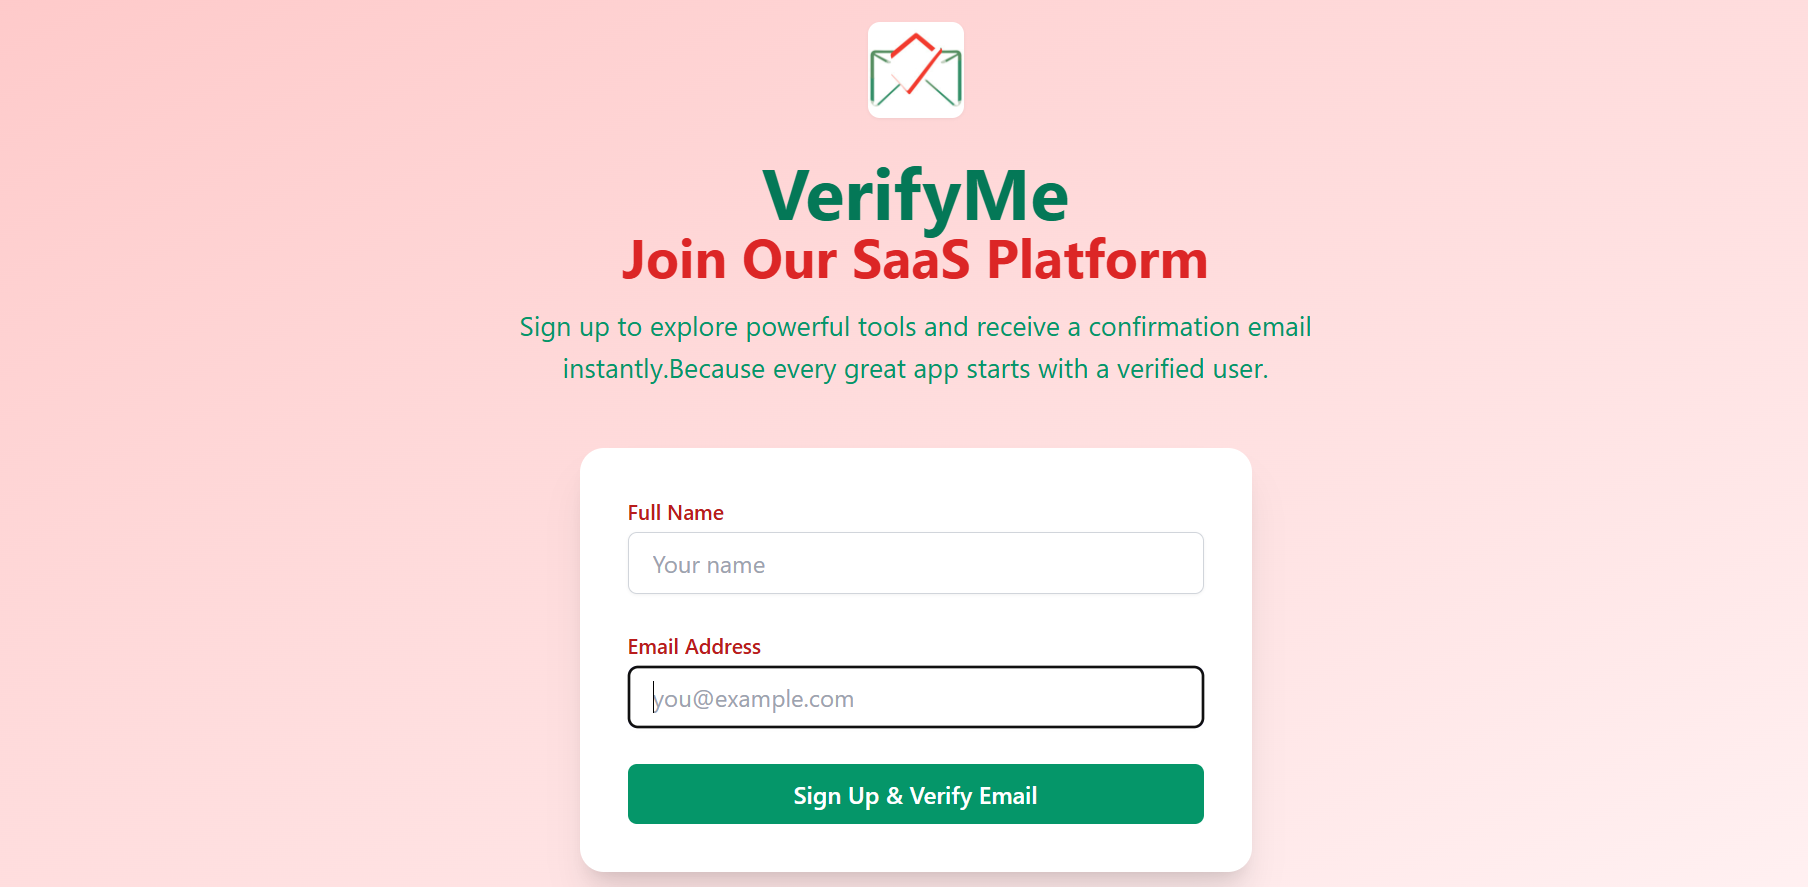 VerifyMe
Join Our SaaS Platform
Sign up to explore powerful tools and receive a confirmation email
instantly.Because every great app starts with a verified user.
Full Name
Your name
Email Address
you@example.com
Sign Up & Verify Email